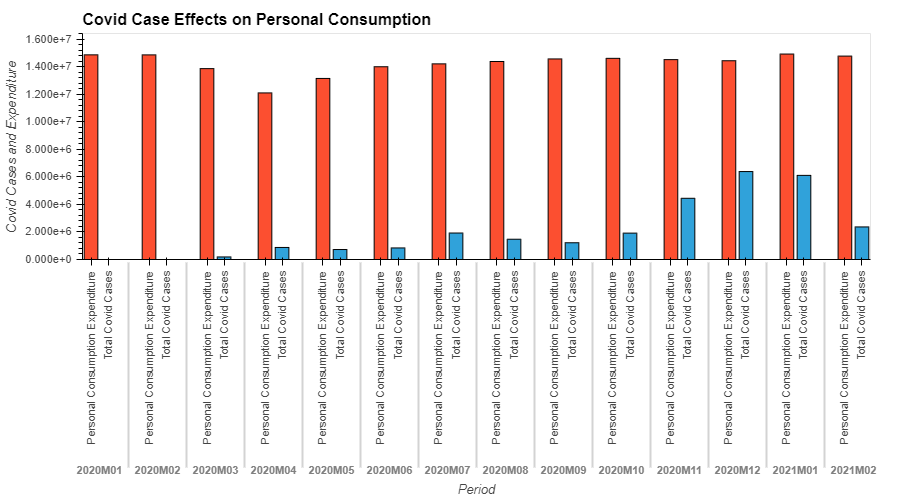 Covid Case Effects on Personal Consumption
Covid Cases and Expenditure
1.600e+7
1.400e+7
1.200e+7
1.000e+7
8.000e+6
6.000e+6
4.000e+6
2.000e+6
0.000e+0
Personal Consumption Expenditure
Total Covid Cases
Personal Consumption Expenditure
Total Covid Cases
Personal Consumption Expenditure
Total Covid Cases
Personal Consumption Expenditure
Total Covid Cases
Personal Consumption Expenditure
Total Covid Cases
Personal Consumption Expenditure
Total Covid Cases
Personal Consumption Expenditure
Total Covid Cases
Personal Consumption Expenditure
Total Covid Cases
Personal Consumption Expenditure
Total Covid Cases
Personal Consumption Expenditure
Total Covid Cases
Personal Consumption Expenditure
Total Covid Cases
Personal Consumption Expenditure
Total Covid Cases
Personal Consumption Expenditure
Total Covid Cases
Personal Consumption Expenditure
Total Covid Cases
2020M01 2020M02 2020M03 2020M04 2020M05 2020M06 2020M07 2020M08 2020M09 2020M10 2020M11 2020M12 2021M01 2021M02
Period